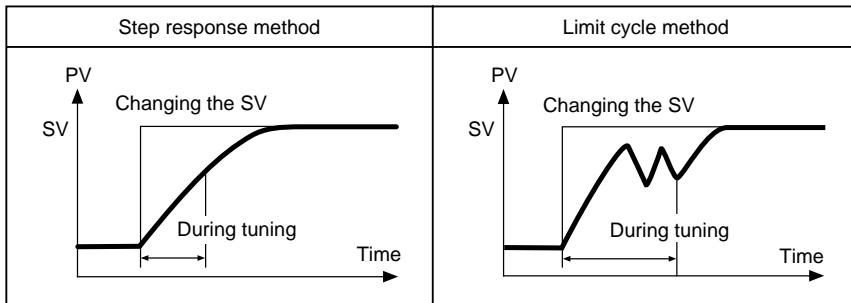 Step response method
PV
Changing the SV
SV
During tuning
Time
Limit cycle method
PV
Changing the SV
SV
During tuning
Time